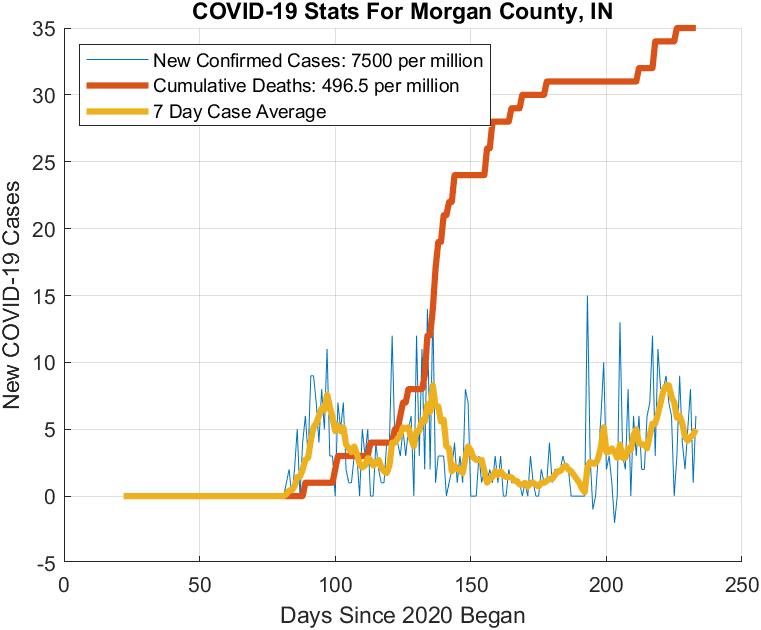 COVID-19 Stats For Morgan County, IN
New Confirmed Cases: 7500 per million
Cumulative Deaths: 496.5 per million
7 Day Case Average
New COVID-19 Cases
35
30
25
20
15
10
5
0
-5
0 50 100 150 200 250
Days Since 2020 Began